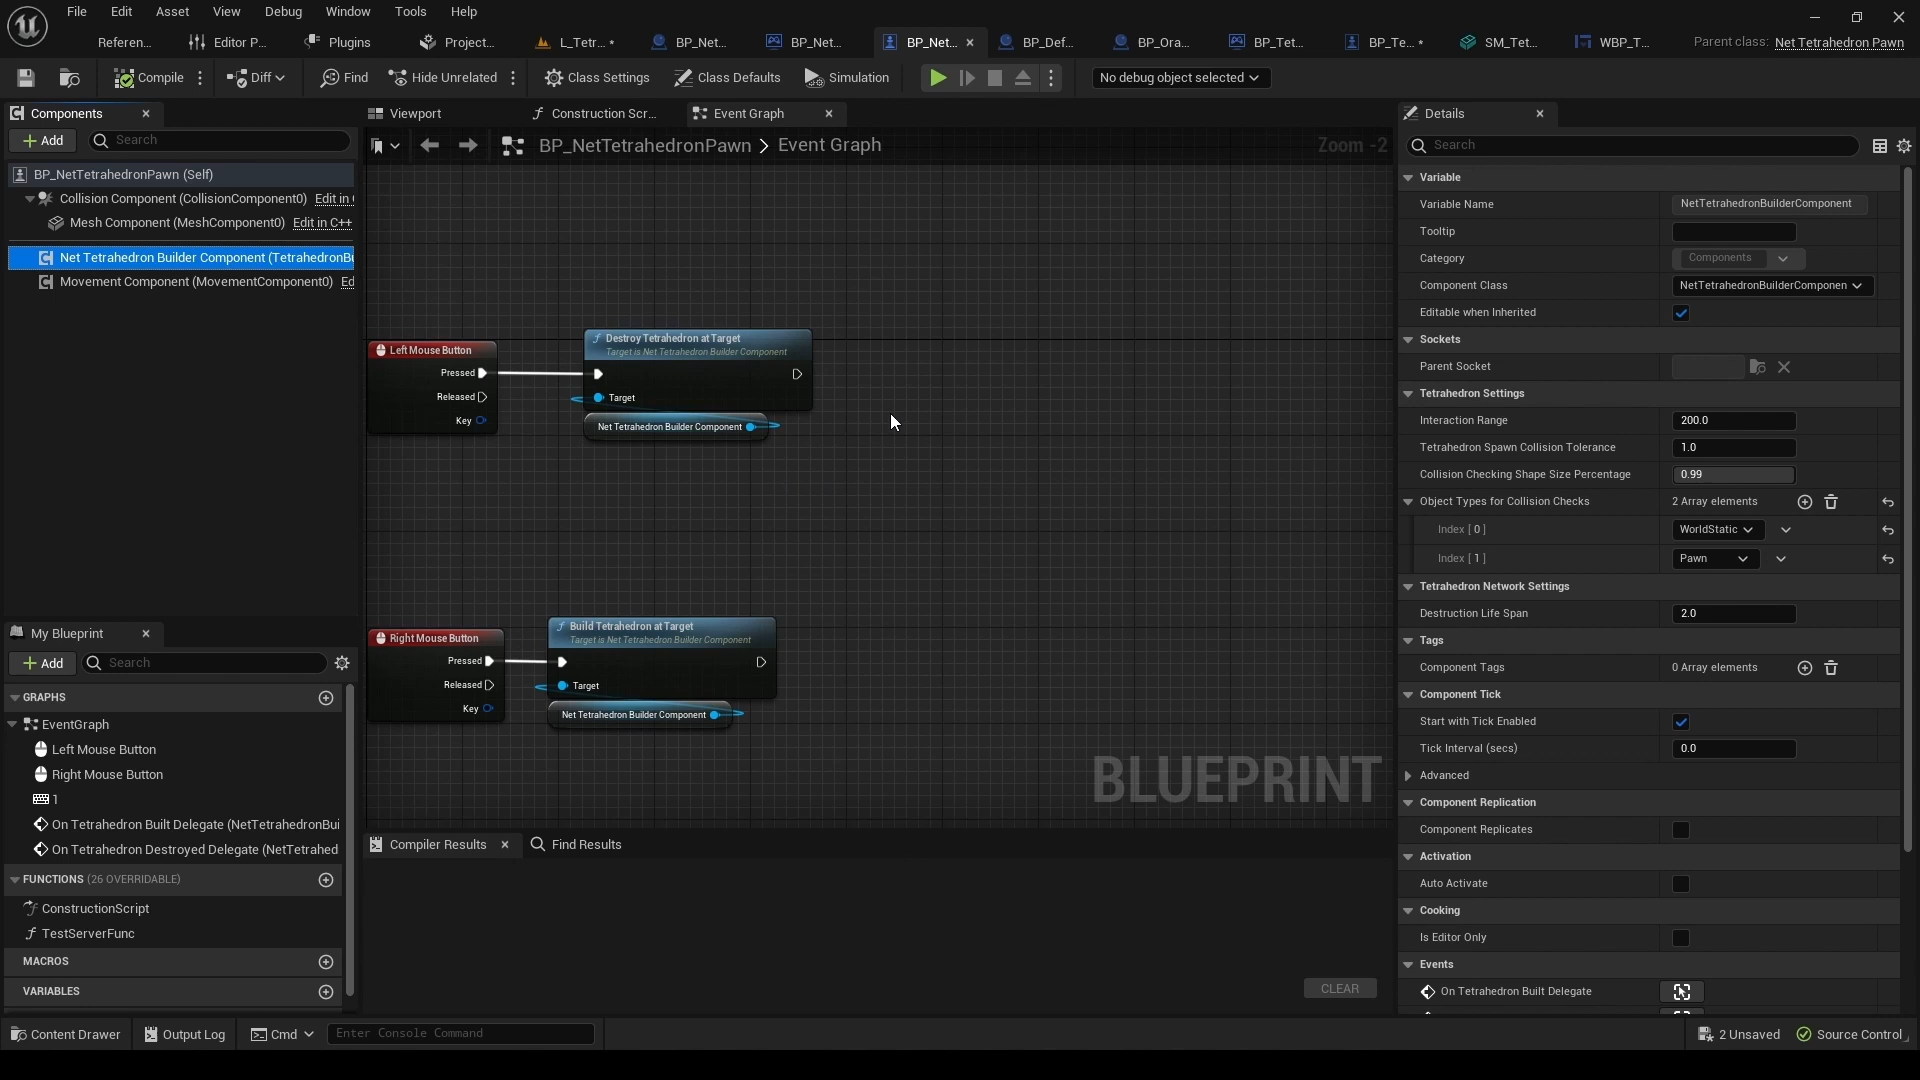 File Edit Asset View Debug Window Tools Help
Referen... Editor P... Plugins Project... L_Tetr... * BP_Net... BP_Net... BP_Net... BP_Def... BP_Ora... BP_Tet... BP_Te... * SM_Tet... WBP_T... Parent class: Net Tetrahedron Pawn
Compile Diff Find Hide Unrelated Class Settings Class Defaults Simulation No debug object selected
Components
Add Search
BP_NetTetrahedronPawn (Self)
Collision Component (CollisionComponent0) Edit in
Mesh Component (MeshComponent0) Edit in C++
Net Tetrahedron Builder Component (TetrahedronBu
Movement Component (MovementComponent0) Ed
My Blueprint
Add Search
GRAPHS
EventGraph
Left Mouse Button
Right Mouse Button
1
On Tetrahedron Built Delegate (NetTetrahedronBui
On Tetrahedron Destroyed Delegate (NetTetrahed
FUNCTIONS (26 OVERRIDABLE)
ConstructionScript
TestServerFunc
MACROS
VARIABLES
Viewport Construction Scr... Event Graph
BP_NetTetrahedronPawn > Event Graph Zoom -2
Left Mouse Button
Pressed
Released
Key
Destroy Tetrahedron at Target
Target is Net Tetrahedron Builder Component
Target
Net Tetrahedron Builder Component
Right Mouse Button
Pressed
Released
Key
Build Tetrahedron at Target
Target is Net Tetrahedron Builder Component
Target
Net Tetrahedron Builder Component
BLUEPRINT
Compiler Results Find Results
CLEAR
Details
Search
Variable
Variable Name NetTetrahedronBuilderComponent
Tooltip
Category Components
Component Class NetTetrahedronBuilderComponen
Editable when Inherited
Sockets
Parent Socket
Tetrahedron Settings
Interaction Range 200.0
Tetrahedron Spawn Collision Tolerance 1.0
Collision Checking Shape Size Percentage 0.99
Object Types for Collision Checks 2 Array elements
Index [ 0 ] WorldStatic
Index [ 1 ] Pawn
Tetrahedron Network Settings
Destruction Life Span 2.0
Tags
Component Tags 0 Array elements
Component Tick
Start with Tick Enabled
Tick Interval (secs) 0.0
Advanced
Component Replication
Component Replicates
Activation
Auto Activate
Cooking
Is Editor Only
Events
On Tetrahedron Built Delegate
Content Drawer Output Log Cmd Enter Console Command 2 Unsaved Source Control